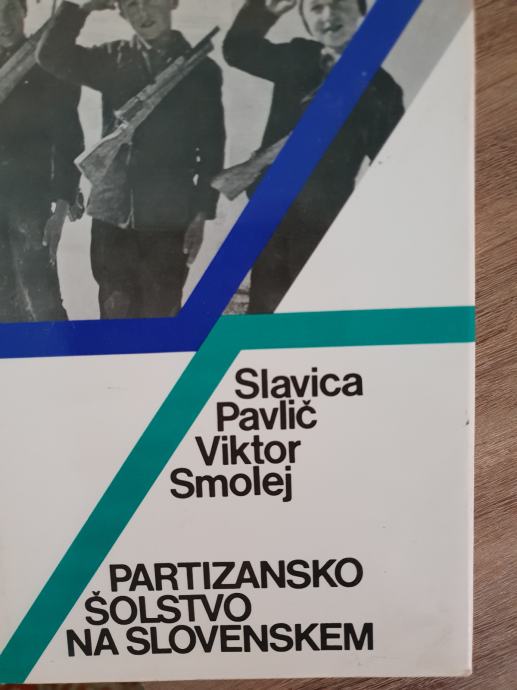 Slavica
Pavlič
Viktor
Smolej
PARTIZANSKO
ŠOLSTVO
NA SLOVENSKEM